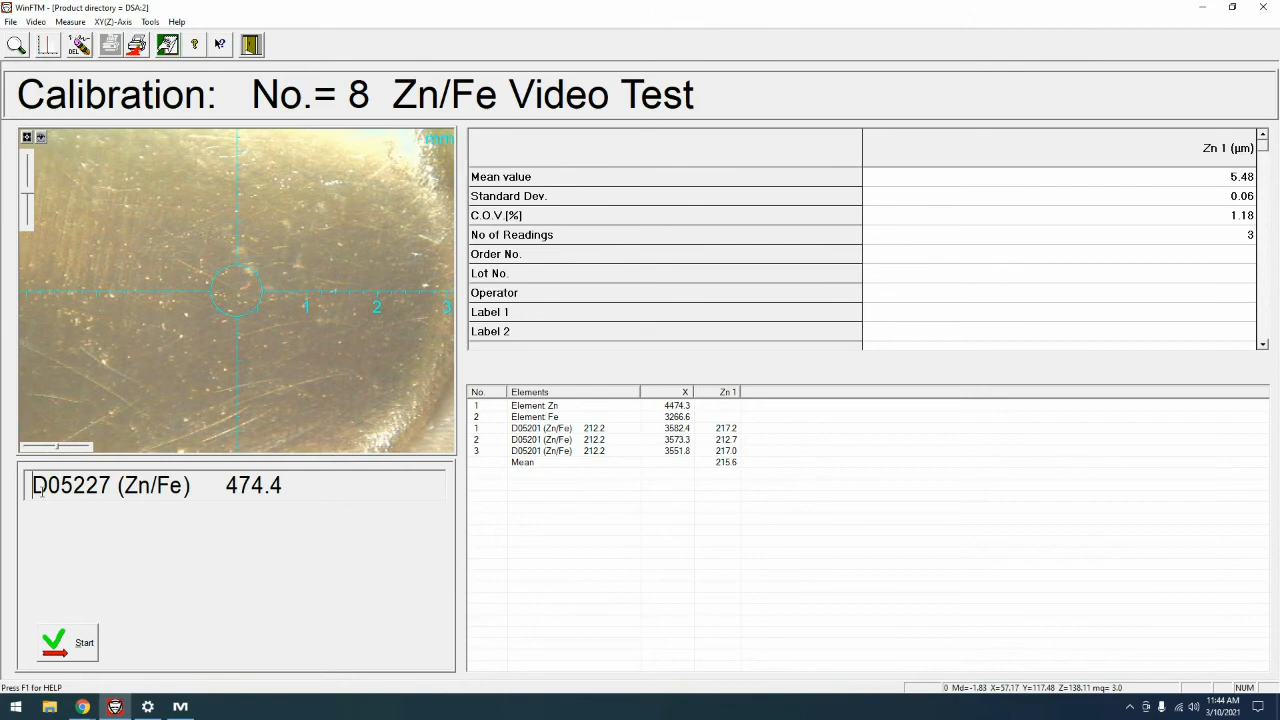 WinFTM - [Product directory = DSA:2]
File Video Measure XY(Z)-Axis Tools Help
1 DEL ? ?
Calibration: No.= 8 Zn/Fe Video Test
mm
1 2 3
Zn 1 (µm)
Mean value 5.48
Standard Dev. 0.06
C.O.V.[%] 1.18
No of Readings 3
Order No.
Lot No.
Operator
Label 1
Label 2
No. Elements X Zn 1
1 Element Zn 4474.3
2 Element Fe 3266.6
1 D05201 (Zn/Fe) 212.2 3582.4 217.2
2 D05201 (Zn/Fe) 212.2 3573.3 212.7
3 D05201 (Zn/Fe) 212.2 3551.8 217.0
Mean 215.6
D05227 (Zn/Fe) 474.4
Start
Press F1 for HELP
0 Md=-1.83 X=57.17 Y=117.48 Z=138.11 mq= 3.0 NUM
11:44 AM
3/10/2021